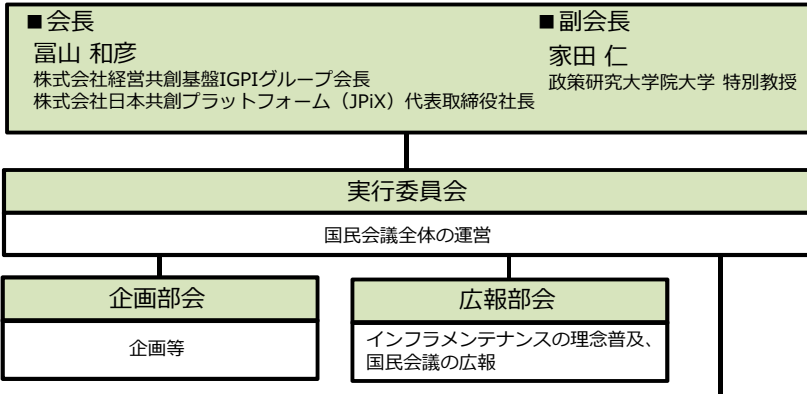 ■会長
冨山 和彦
株式会社経営共創基盤IGPIグループ会長
株式会社日本共創プラットフォーム（JPiX）代表取締役社長
■副会長
家田 仁
政策研究大学院大学 特別教授
実行委員会
国民会議全体の運営
企画部会
企画等
広報部会
インフラメンテナンスの理念普及、
国民会議の広報